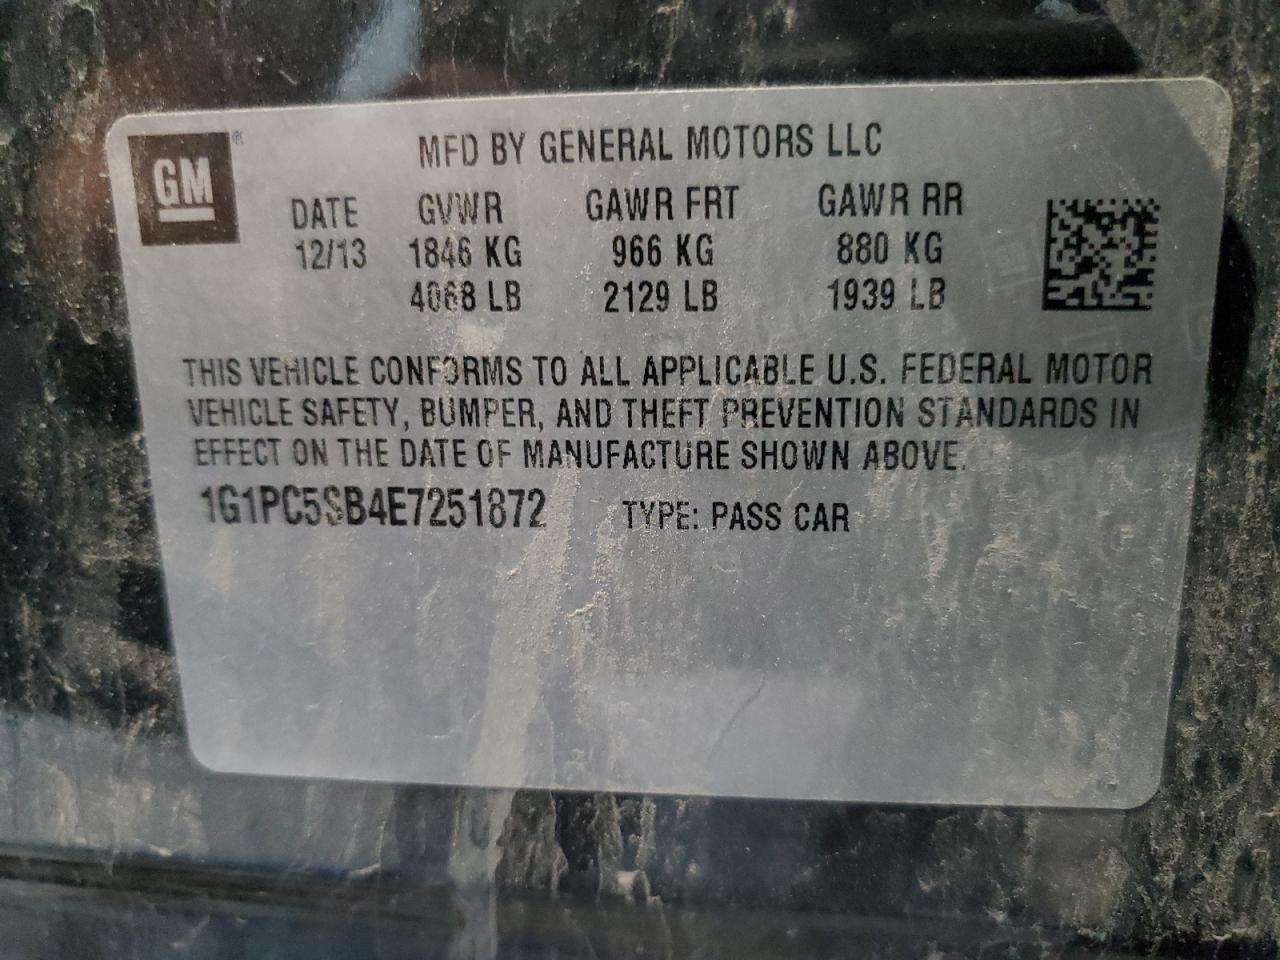 GM®
MFD BY GENERAL MOTORS LLC
DATE GVWR GAWR FRT GAWR RR
12/13 1846 KG 966 KG 880 KG
4068 LB 2129 LB 1939 LB
THIS VEHICLE CONFORMS TO ALL APPLICABLE U.S. FEDERAL MOTOR
VEHICLE SAFETY, BUMPER, AND THEFT PREVENTION STANDARDS IN
EFFECT ON THE DATE OF MANUFACTURE SHOWN ABOVE.
1G1PC5SB4E7251872 TYPE: PASS CAR